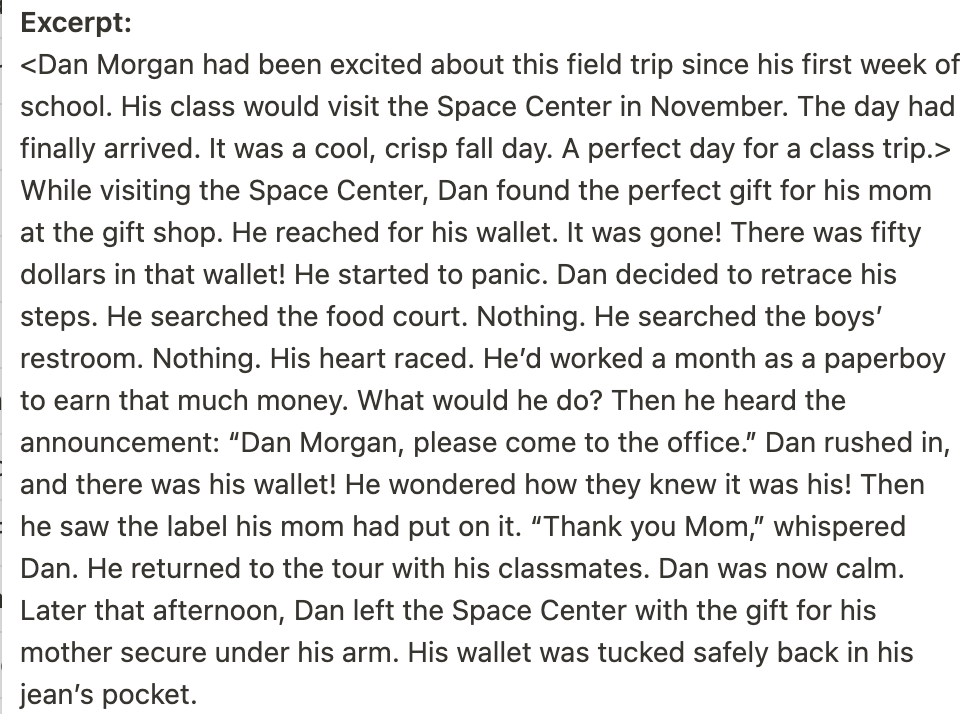 Excerpt:
<Dan Morgan had been excited about this field trip since his first week of
school. His class would visit the Space Center in November. The day had
finally arrived. It was a cool, crisp fall day. A perfect day for a class trip.>
While visiting the Space Center, Dan found the perfect gift for his mom
at the gift shop. He reached for his wallet. It was gone! There was fifty
dollars in that wallet! He started to panic. Dan decided to retrace his
steps. He searched the food court. Nothing. He searched the boys’
restroom. Nothing. His heart raced. He’d worked a month as a paperboy
to earn that much money. What would he do? Then he heard the
announcement: “Dan Morgan, please come to the office.” Dan rushed in,
and there was his wallet! He wondered how they knew it was his! Then
he saw the label his mom had put on it. “Thank you Mom,” whispered
Dan. He returned to the tour with his classmates. Dan was now calm.
Later that afternoon, Dan left the Space Center with the gift for his
mother secure under his arm. His wallet was tucked safely back in his
jean’s pocket.